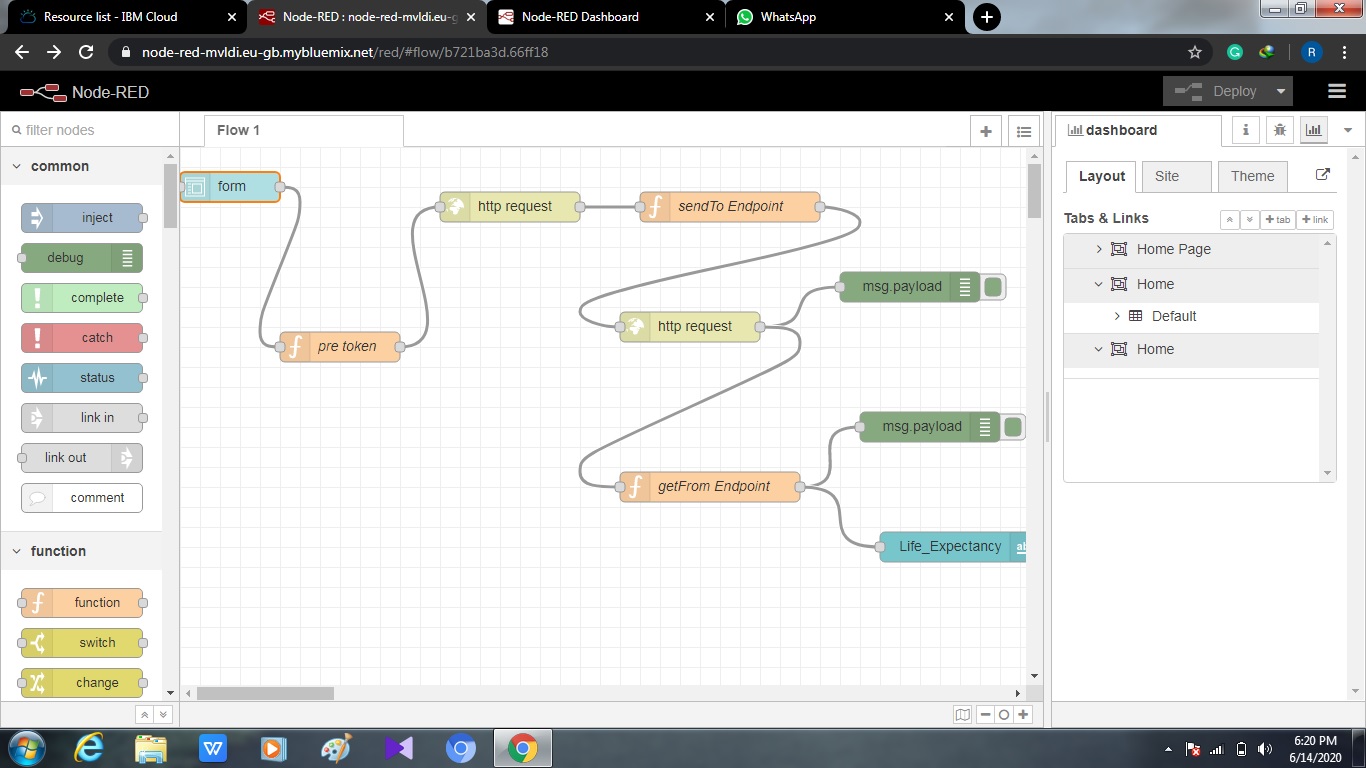 Resource list - IBM Cloud
Node-RED : node-red-mvldi.eu-g
Node-RED Dashboard
WhatsApp
node-red-mvldi.eu-gb.mybluemix.net/red/#flow/b721ba3d.66ff18
R
Node-RED
Deploy
filter nodes
Flow 1
dashboard
i
common
inject
debug
complete
catch
status
link in
link out
comment
function
function
switch
change
form
pre token
http request
sendTo Endpoint
http request
msg.payload
getFrom Endpoint
msg.payload
Life_Expectancy
Layout
Site
Theme
Tabs & Links
+ tab
+ link
Home Page
Home
Default
Home
W
6:20 PM
6/14/2020